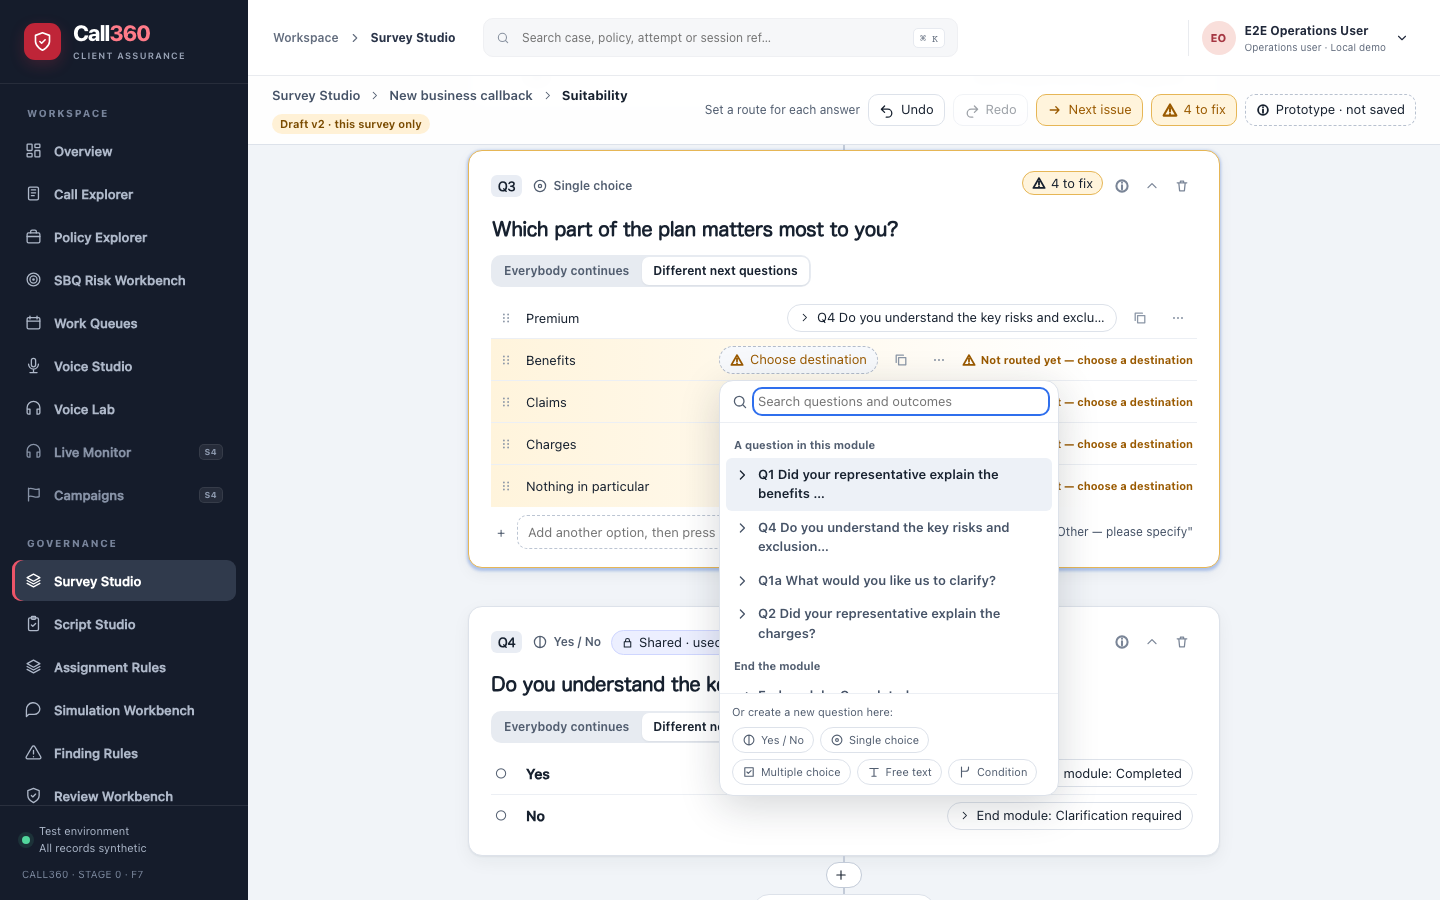 Call360
CLIENT ASSURANCE
WORKSPACE
Overview
Call Explorer
Policy Explorer
SBQ Risk Workbench
Work Queues
Voice Studio
Voice Lab
Live Monitor S4
Campaigns S4
GOVERNANCE
Survey Studio
Script Studio
Assignment Rules
Simulation Workbench
Finding Rules
Review Workbench
Test environment
All records synthetic
CALL360 · STAGE 0 · F7
Workspace > Survey Studio
Search case, policy, attempt or session ref...
⌘ K
EO
E2E Operations User
Operations user · Local demo
Survey Studio > New business callback > Suitability
Draft v2 · this survey only
Set a route for each answer
Undo
Redo
Next issue
4 to fix
Prototype · not saved
Q3 Single choice
4 to fix
Which part of the plan matters most to you?
Everybody continues Different next questions
Premium
Q4 Do you understand the key risks and exclu...
Benefits
Choose destination
Not routed yet — choose a destination
Claims
t — choose a destination
Charges
t — choose a destination
Nothing in particular
t — choose a destination
+ Add another option, then press
Other — please specify"
Search questions and outcomes
A question in this module
Q1 Did your representative explain the
benefits ...
Q4 Do you understand the key risks and
exclusion...
Q1a What would you like us to clarify?
Q2 Did your representative explain the
charges?
End the module
Or create a new question here:
Yes / No
Single choice
Multiple choice
Free text
Condition
Q4 Yes / No
Shared · used
Do you understand the k
Everybody continues Different ne
Yes
module: Completed
No
End module: Clarification required
+